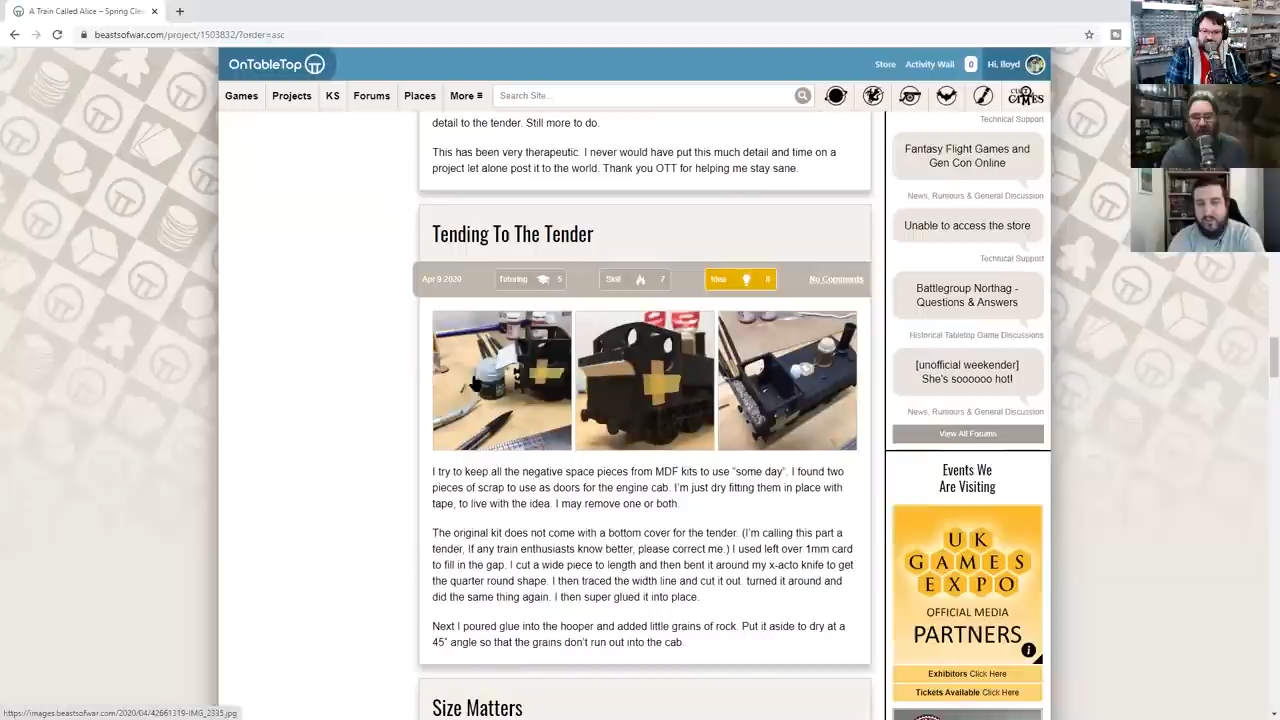 A Train Called Alice – Spring Cle
beastsofwar.com/project/1503832/?order=asc
OnTableTop
Store
Activity Wall
0
Hi, lloyd
Games
Projects
KS
Forums
Places
More ≡
Search Site...
GAMES
detail to the tender. Still more to do.
This has been very therapeutic. I never would have put this much detail and time on a
project let alone post it to the world. Thank you OTT for helping me stay sane.
Tending To The Tender
Apr 9 2020
Tutoring 5
Skill 7
Idea 8
No Comments
I try to keep all the negative space pieces from MDF kits to use “some day”. I found two
pieces of scrap to use as doors for the engine cab. I’m just dry fitting them in place with
tape, to live with the idea. I may remove one or both.
The original kit does not come with a bottom cover for the tender. (I’m calling this part a
tender, If any train enthusiasts know better, please correct me.) I used left over 1mm card
to fill in the gap. I cut a wide piece to length and then bent it around my x-acto knife to get
the quarter round shape. I then traced the width line and cut it out. turned it around and
did the same thing again. I then super glued it into place.
Next I poured glue into the hooper and added little grains of rock. Put it aside to dry at a
45˚ angle so that the grains don’t run out into the cab.
Size Matters
Technical Support
Fantasy Flight Games and
Gen Con Online
News, Rumours & General Discussion
Unable to access the store
Technical Support
Battlegroup Northag -
Questions & Answers
Historical Tabletop Game Discussions
[unofficial weekender]
She's soooooo hot!
News, Rumours & General Discussion
View All Forums
Events We
Are Visiting
UK
GAMES
EXPO
OFFICIAL MEDIA
PARTNERS
Exhibitors Click Here
Tickets Available Click Here
https://images.beastsofwar.com/2020/04/42661319-IMG_2335.jpg